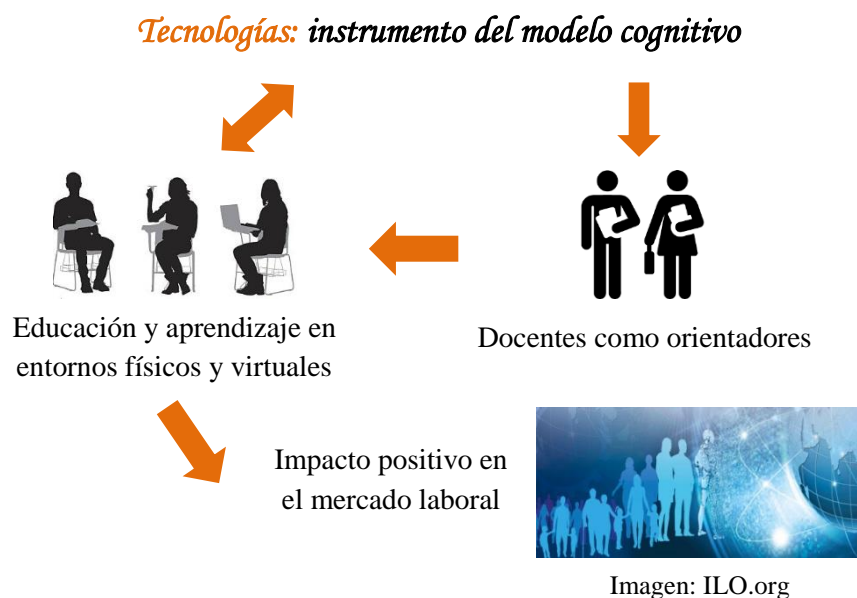 Tecnologías: instrumento del modelo cognitivo
Educación y aprendizaje en
entornos físicos y virtuales
Docentes como orientadores
Impacto positivo en
el mercado laboral
Imagen: ILO.org